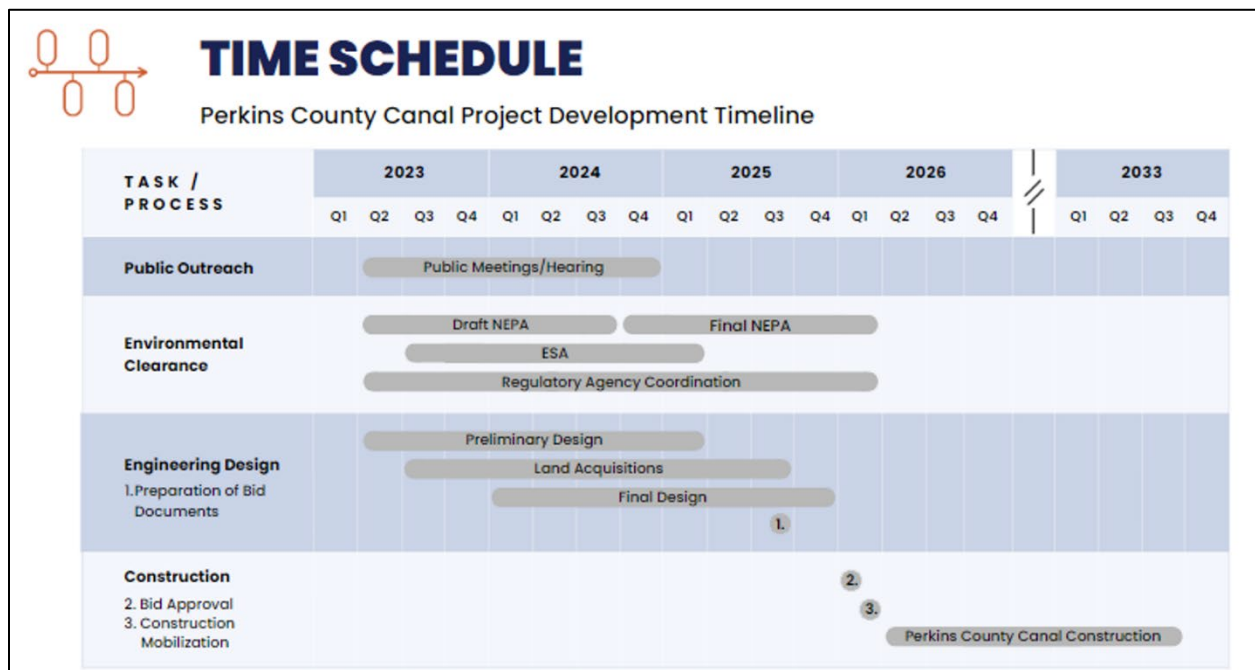 TIME SCHEDULE
Perkins County Canal Project Development Timeline
TASK /
PROCESS
2023 2024 2025 2026 2033
Q1 Q2 Q3 Q4 Q1 Q2 Q3 Q4 Q1 Q2 Q3 Q4 Q1 Q2 Q3 Q4 Q1 Q2 Q3 Q4
Public Outreach
Public Meetings/Hearing
Environmental
Clearance
Draft NEPA Final NEPA
ESA
Regulatory Agency Coordination
Engineering Design
1.Preparation of Bid
Documents
Preliminary Design
Land Acquisitions
Final Design
1.
Construction
2. Bid Approval
3. Construction
Mobilization
2.
3.
Perkins County Canal Construction